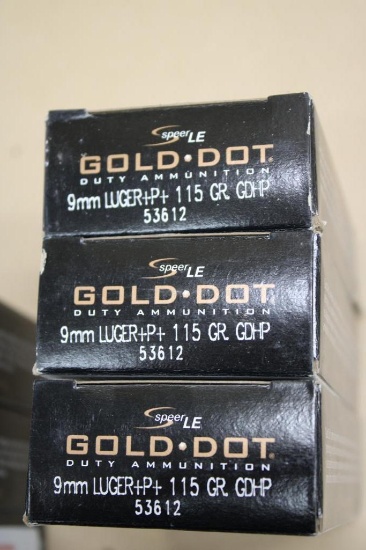 Speer LE
GOLD•DOT
DUTY AMMUNITION
9mm LUGER+P+ 115 GR. GDHP
53612
Speer LE
GOLD•DOT
DUTY AMMUNITION
9mm LUGER+P+ 115 GR. GDHP
53612
Speer LE
GOLD•DOT
DUTY AMMUNITION
9mm LUGER+P+ 115 GR. GDHP
53612